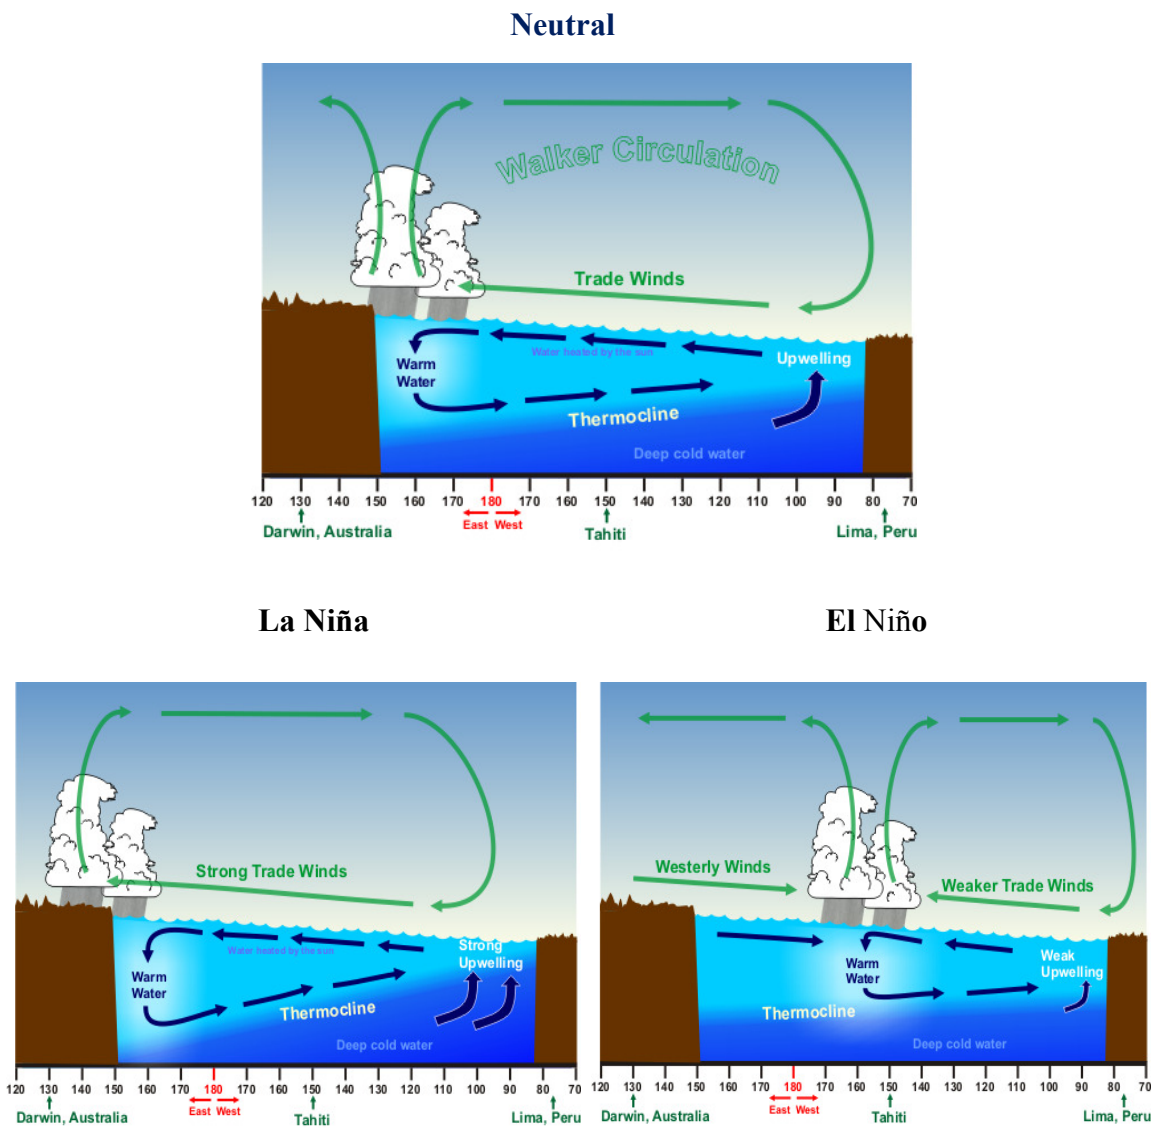 Neutral
Walker Circulation
Trade Winds
Water heated by the sun
Upwelling
Warm
Water
Thermocline
Deep cold water
120 130 140 150 160 170 180 170 160 150 140 130 120 110 100 90 80 70
East West
Darwin, Australia Tahiti Lima, Peru
La Niña
El Niño
Strong Trade Winds
Water heated by the sun
Strong
Upwelling
Warm
Water
Thermocline
Deep cold water
120 130 140 150 160 170 180 170 160 150 140 130 120 110 100 90 80 70
East West
Darwin, Australia Tahiti Lima, Peru
Westerly Winds
Weaker Trade Winds
Warm
Water
Weak
Upwelling
Thermocline
Deep cold water
120 130 140 150 160 170 180 170 160 150 140 130 120 110 100 90 80 70
East West
Darwin, Australia Tahiti Lima, Peru